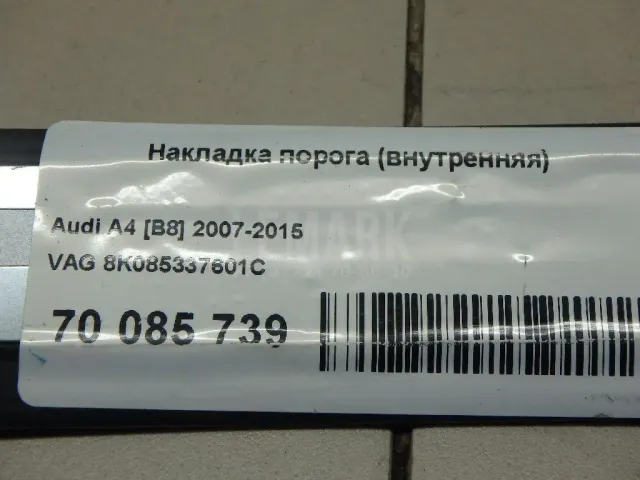 Накладка порога (внутренняя)
Audi A4 [B8] 2007-2015
VAG 8K085337601C
70 085 739